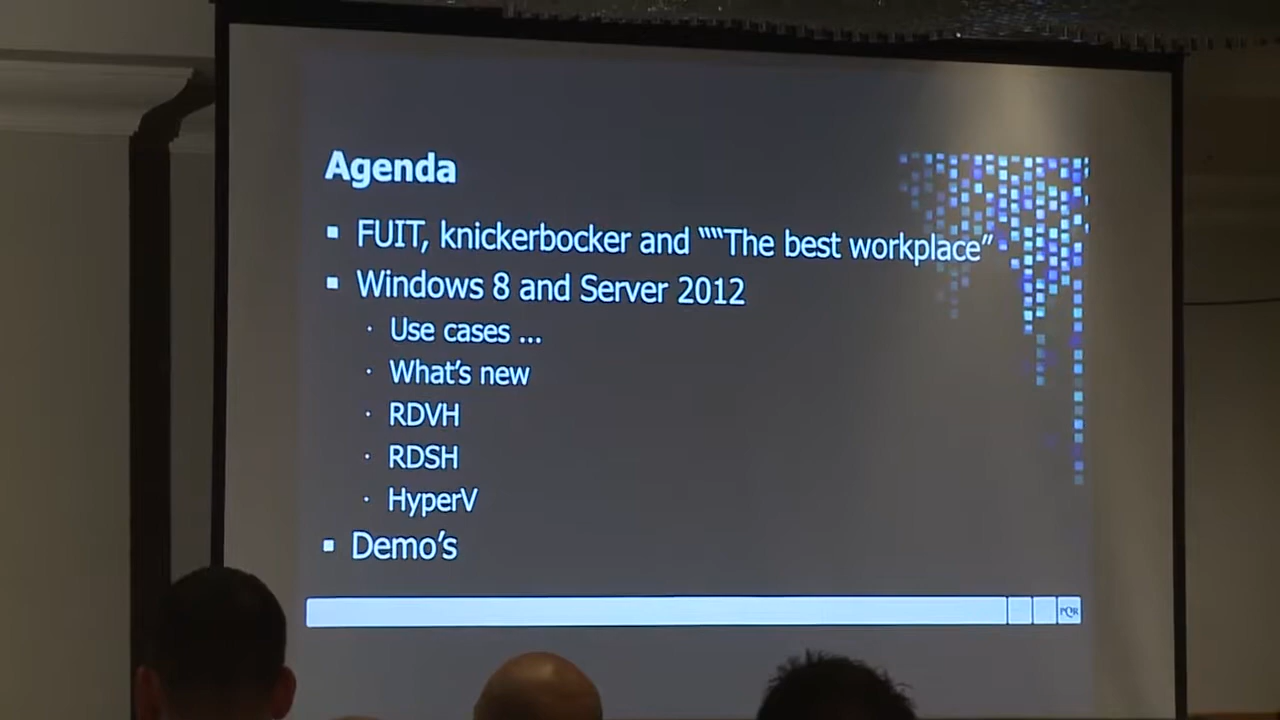 Agenda
FUIT, knickerbocker and ““The best workplace”
Windows 8 and Server 2012
Use cases ...
What’s new
RDVH
RDSH
HyperV
Demo’s
PQR